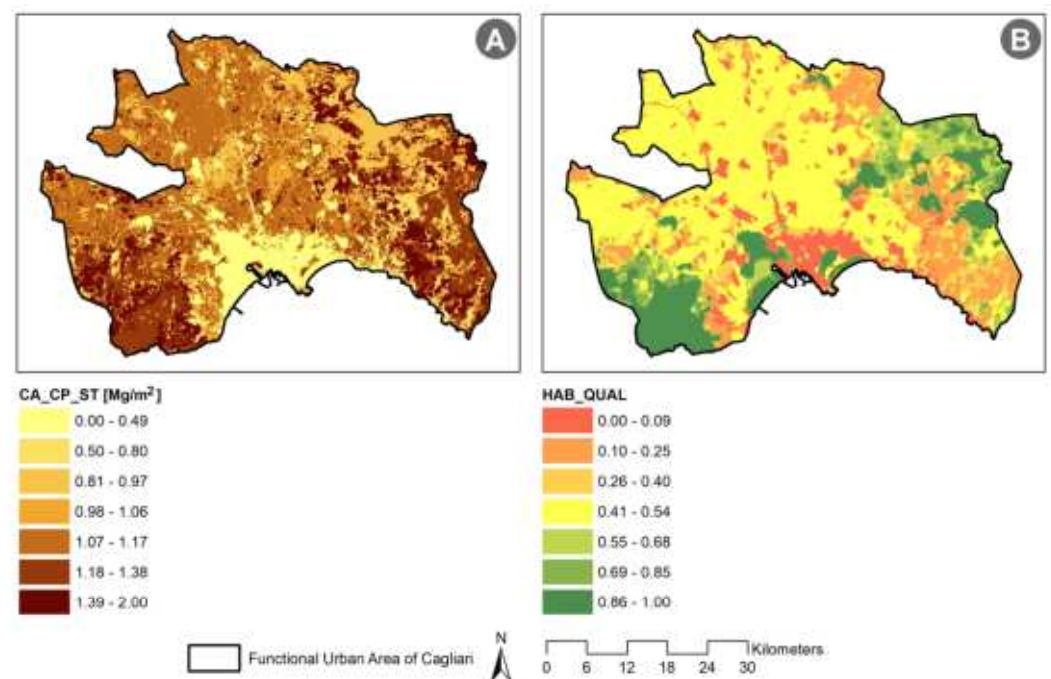 A
B
CA_CP_ST [Mg/m²]
0.00 - 0.49
0.50 - 0.80
0.81 - 0.97
0.98 - 1.06
1.07 - 1.17
1.18 - 1.38
1.39 - 2.00
HAB_QUAL
0.00 - 0.09
0.10 - 0.25
0.26 - 0.40
0.41 - 0.54
0.55 - 0.68
0.69 - 0.85
0.86 - 1.00
Functional Urban Area of Cagliari
N
Kilometers
0 6 12 18 24 30